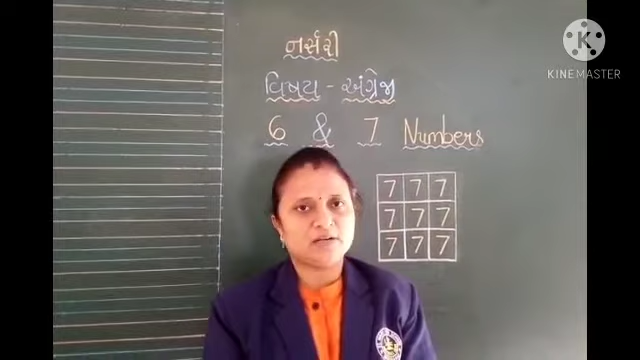 નર્સરી
વિષય - અંગ્રેજી
6 & 7 Numbers
7 7 7
7 7 7
7 7 7
KINEMASTER